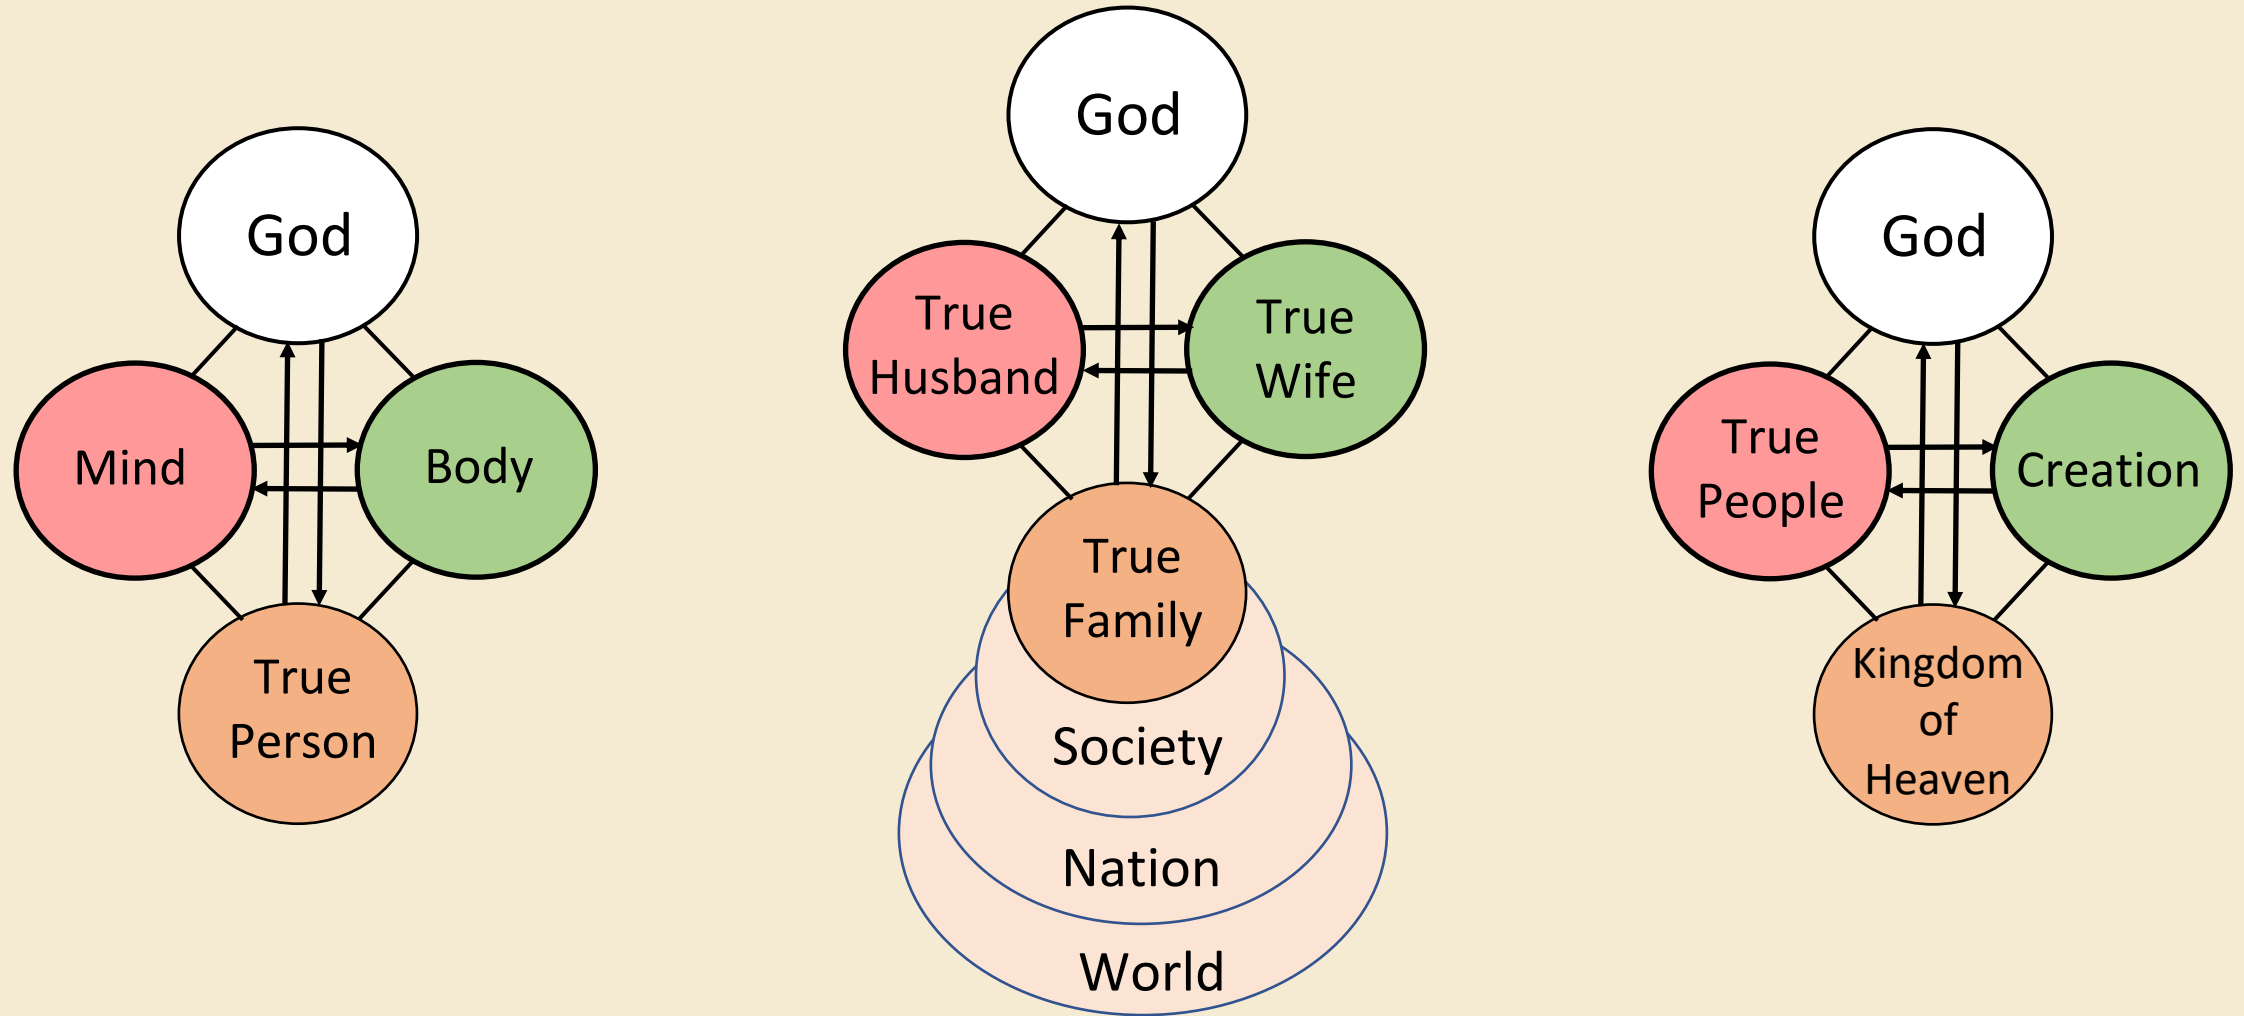 God
Mind
Body
True
Person
God
True
Husband
True
Wife
True
Family
Society
Nation
World
God
True
People
Creation
Kingdom
of
Heaven